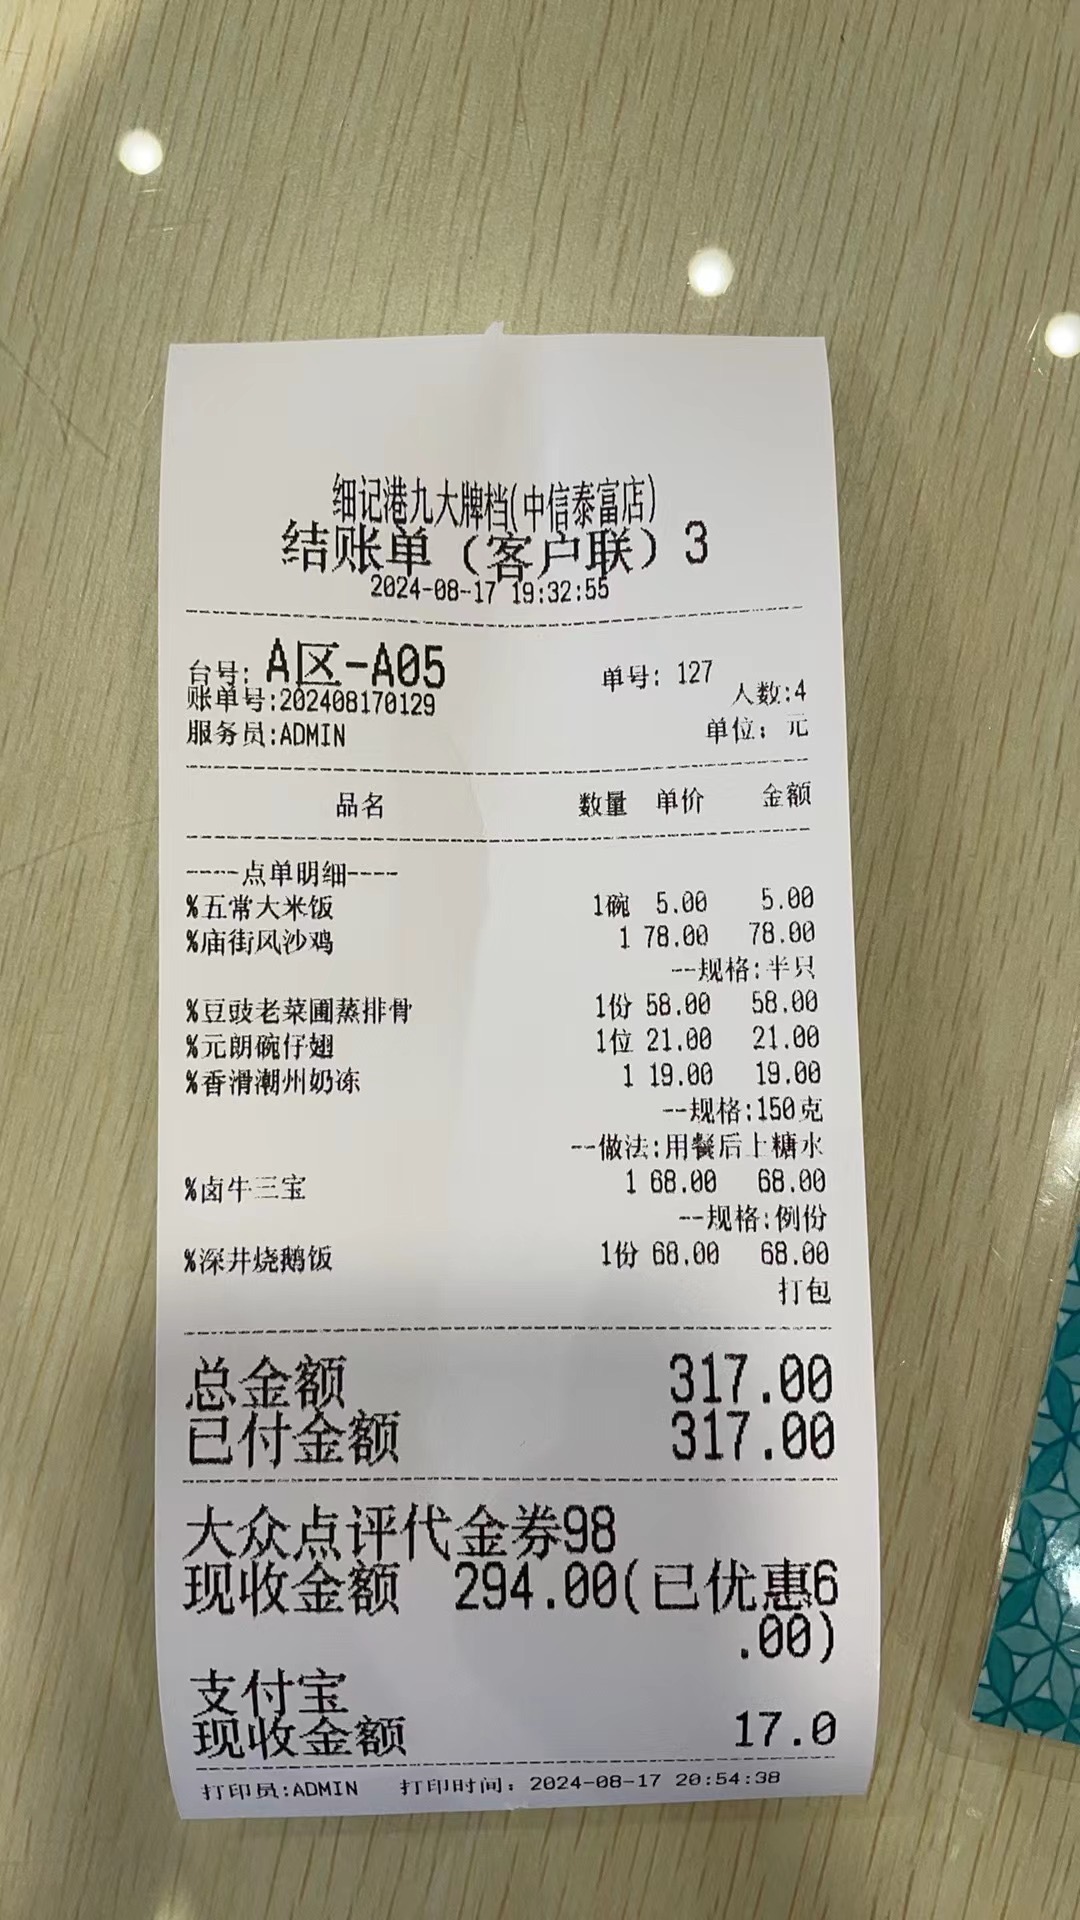 细记港九大牌档(中信泰富店)
结账单（客户联）3
2024-08-17 19:32:55
台号: A区-A05 单号: 127
账单号:202408170129 人数:4
服务员:ADMIN 单位: 元
品名 数量 单价 金额
----点单明细----
%五常大米饭 1碗 5.00 5.00
%庙街风沙鸡 1 78.00 78.00
--规格:半只
%豆豉老菜圃蒸排骨 1份 58.00 58.00
%元朗碗仔翅 1位 21.00 21.00
%香滑潮州奶冻 1 19.00 19.00
--规格:150克
--做法:用餐后上糖水
%卤牛三宝 1 68.00 68.00
--规格:例份
%深井烧鹅饭 1份 68.00 68.00
打包
总金额 317.00
已付金额 317.00
大众点评代金券98
现收金额 294.00(已优惠6
.00)
支付宝
现收金额 17.0
打印员:ADMIN 打印时间: 2024-08-17 20:54:38